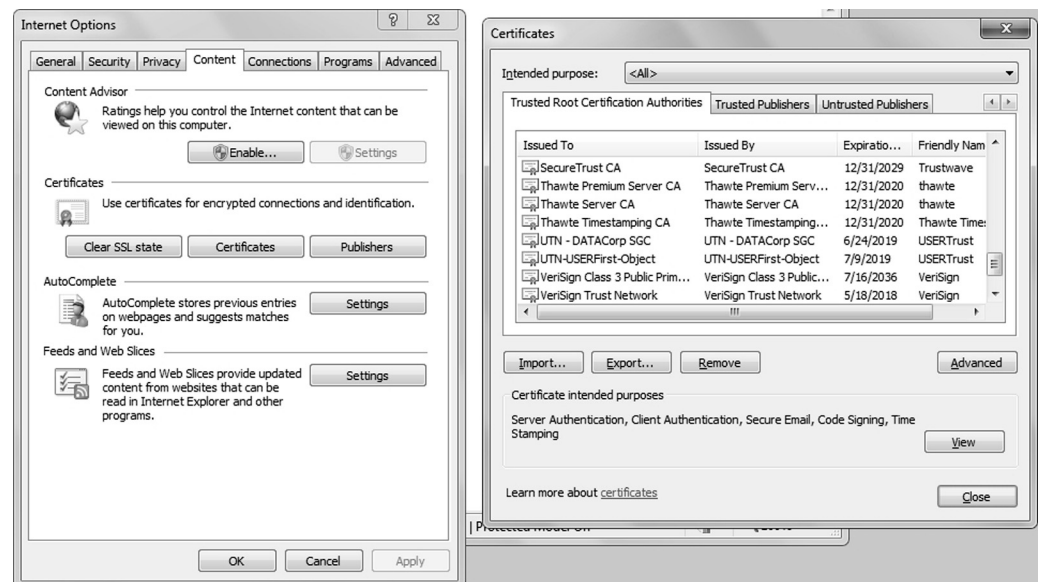 Internet Options
General Security Privacy Content Connections Programs Advanced
Content Advisor
Ratings help you control the Internet content that can be
viewed on this computer.
Enable... Settings
Certificates
Use certificates for encrypted connections and identification.
Clear SSL state Certificates Publishers
AutoComplete
AutoComplete stores previous entries
on webpages and suggests matches
for you.
Settings
Feeds and Web Slices
Feeds and Web Slices provide updated
content from websites that can be
read in Internet Explorer and other
programs.
Settings
OK Cancel Apply
Certificates
Intended purpose: <All>
Trusted Root Certification Authorities Trusted Publishers Untrusted Publishers
Issued To Issued By Expiratio... Friendly Nam
SecureTrust CA SecureTrust CA 12/31/2029 Trustwave
Thawte Premium Server CA Thawte Premium Serv... 12/31/2020 thawte
Thawte Server CA Thawte Server CA 12/31/2020 thawte
Thawte Timestamping CA Thawte Timestamping... 12/31/2020 Thawte Times
UTN - DATACorp SGC UTN - DATACorp SGC 6/24/2019 USERTrust
UTN-USERFirst-Object UTN-USERFirst-Object 7/9/2019 USERTrust
VeriSign Class 3 Public Prim... VeriSign Class 3 Public... 7/16/2036 VeriSign
VeriSign Trust Network VeriSign Trust Network 5/18/2018 VeriSign
Import... Export... Remove Advanced
Certificate intended purposes
Server Authentication, Client Authentication, Secure Email, Code Signing, Time
Stamping
View
Learn more about certificates
Close